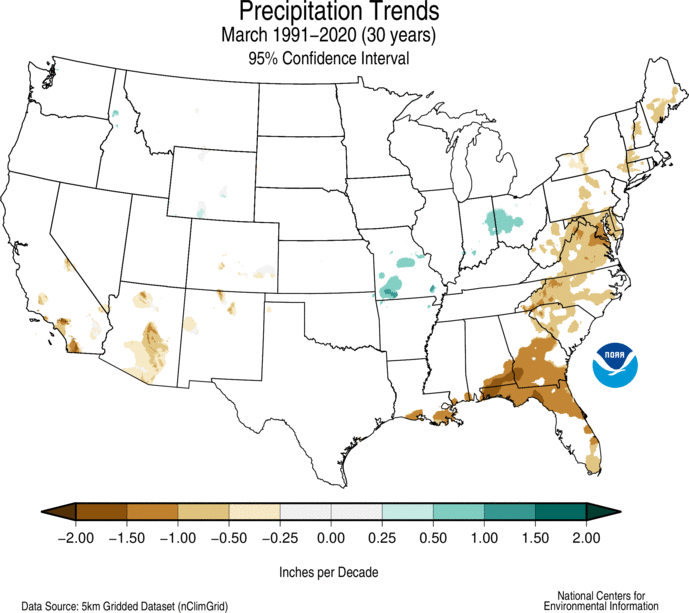 Precipitation Trends
March 1991–2020 (30 years)
95% Confidence Interval
NOAA
−2.00 −1.50 −1.00 −0.50 −0.25 0.00 0.25 0.50 1.00 1.50 2.00
Inches per Decade
Data Source: 5km Gridded Dataset (nClimGrid)
National Centers for
Environmental Information